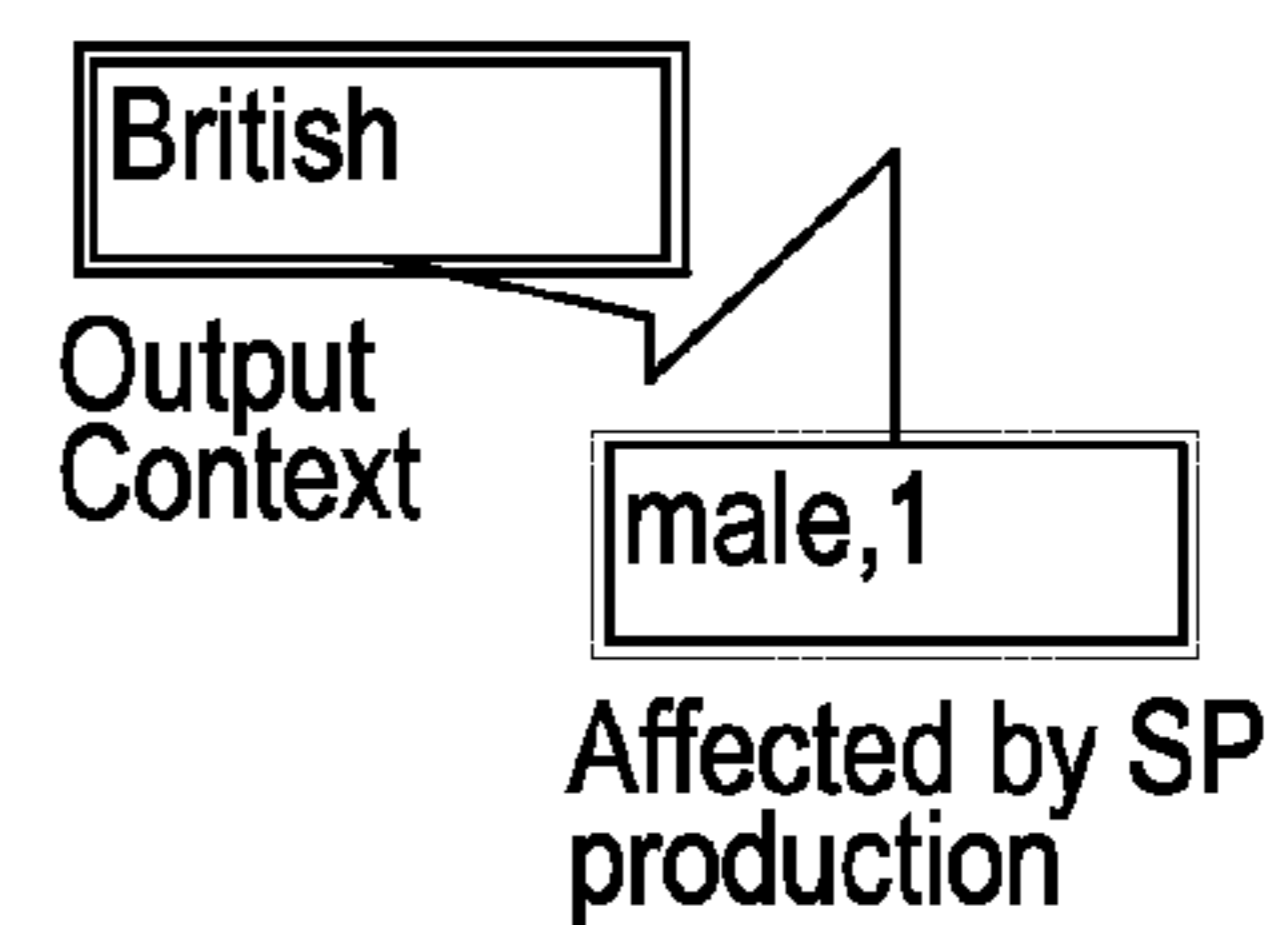 British
Output
Context
male,1
Affected by SP
production